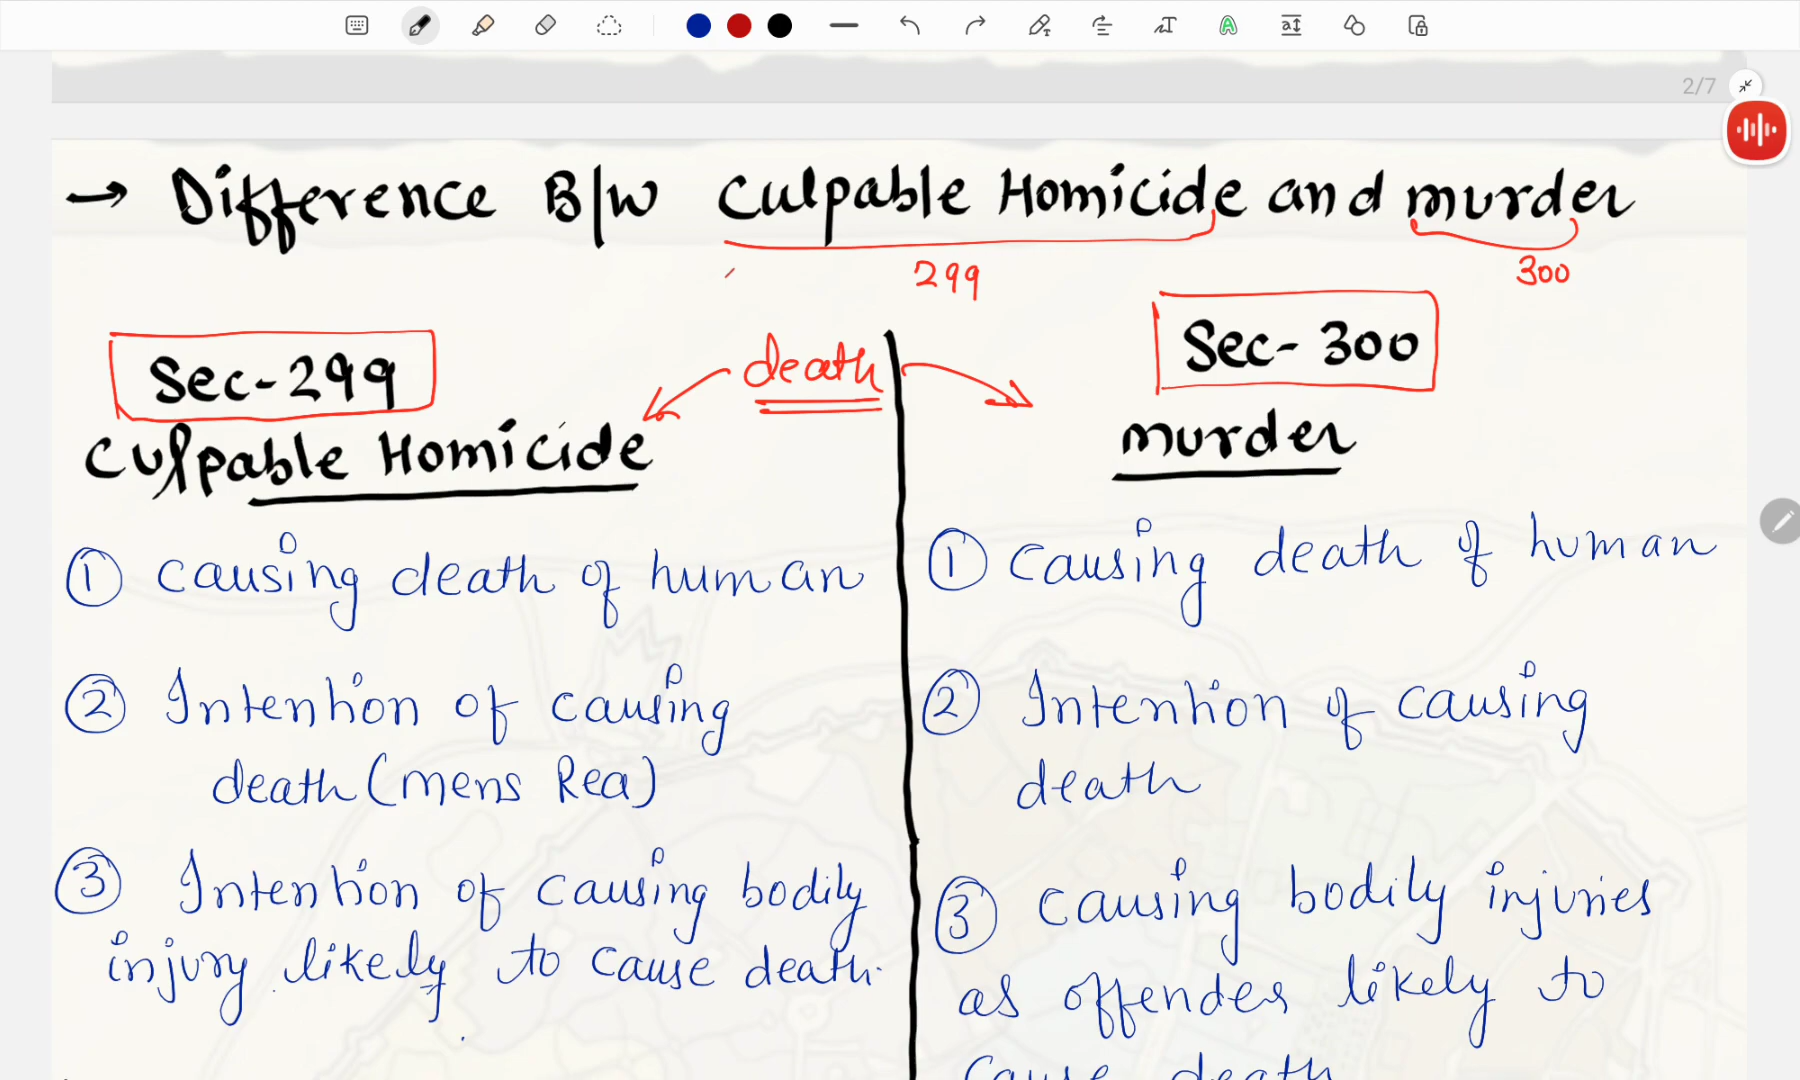 2/7
→ Difference B/w Culpable Homicide and murder
299
300
Sec-299
death
Sec- 300
Culpable Homicide
murder
① Causing death of human
① Causing death of human
② Intention of causing
death (mens Rea)
② Intention of causing
death
③ Intention of causing bodily
injury likely to cause death.
③ Causing bodily injuries
as offender likely to
cause death